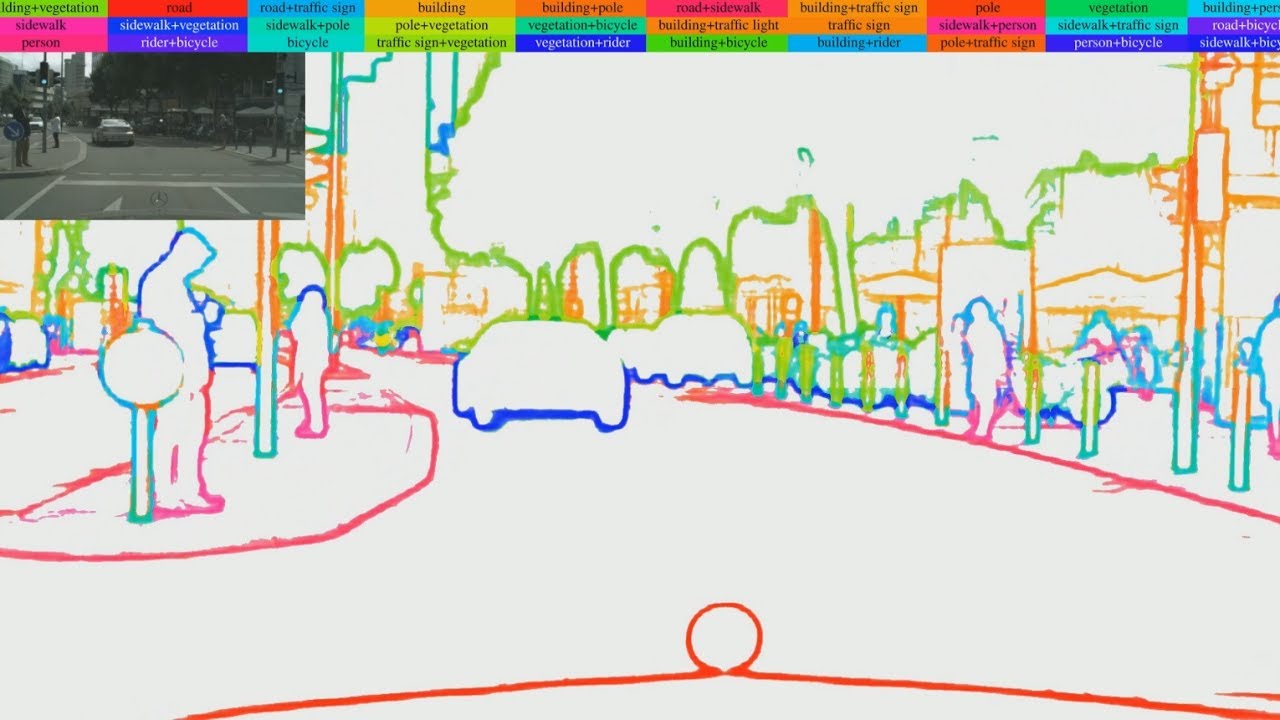 lding+vegetation road road+traffic sign building building+pole road+sidewalk building+traffic sign pole vegetation building+pers
sidewalk sidewalk+vegetation sidewalk+pole pole+vegetation vegetation+bicycle building+traffic light traffic sign sidewalk+person sidewalk+traffic sign road+bicycl
person rider+bicycle bicycle traffic sign+vegetation vegetation+rider building+bicycle building+rider pole+traffic sign person+bicycle sidewalk+bicyc